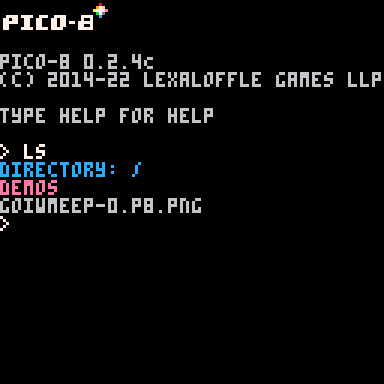 PICO-8
PICO-8 0.2.4c
(C) 2014-22 LEXALOFFLE GAMES LLP
TYPE HELP FOR HELP
> LS
DIRECTORY: /
DEMOS
GOIWMEEP-0.P8.PNG
>